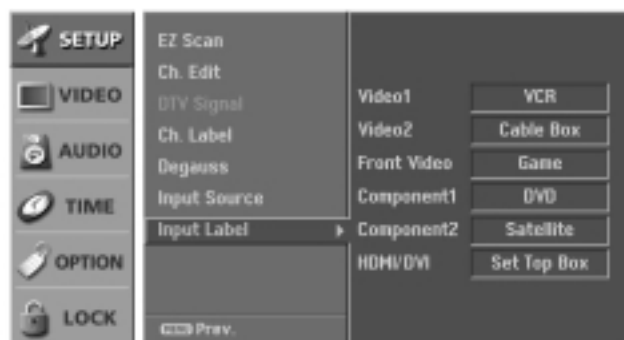 SETUP
VIDEO
AUDIO
TIME
OPTION
LOCK
EZ Scan
Ch. Edit
DTV Signal
Ch. Label
Degauss
Input Source
Input Label
MENU Prev.
Video1 VCR
Video2 Cable Box
Front Video Game
Component1 DVD
Component2 Satellite
HDMI/DVI Set Top Box